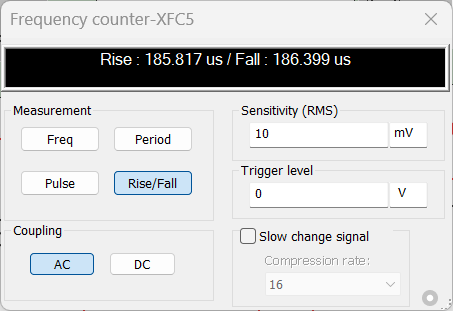 Frequency counter-XFC5
Rise : 185.817 us / Fall : 186.399 us
Measurement
Freq
Period
Pulse
Rise/Fall
Coupling
AC
DC
Sensitivity (RMS)
10
mV
Trigger level
0
V
Slow change signal
Compression rate:
16